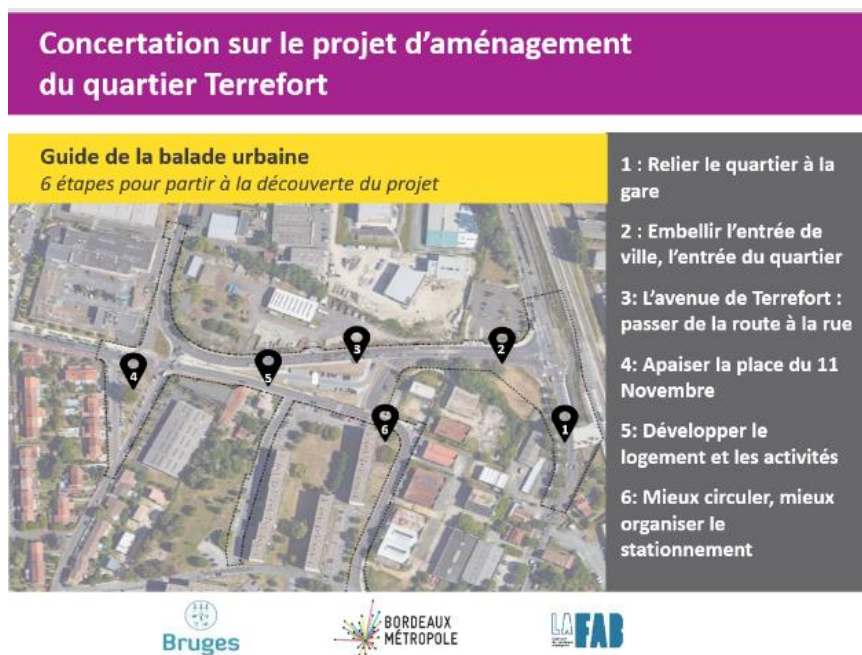 Concertation sur le projet d'aménagement
du quartier Terrefort
Guide de la balade urbaine
6 étapes pour partir à la découverte du projet
1 : Relier le quartier à la
gare
2 : Embellir l'entrée de
ville, l'entrée du quartier
3: L'avenue de Terrefort :
passer de la route à la rue
4: Apaiser la place du 11
Novembre
5: Développer le
logement et les activités
6: Mieux circuler, mieux
organiser le
stationnement
3
2
4
5
6
1
Bruges
BORDEAUX
MÉTROPOLE
LA
FAB